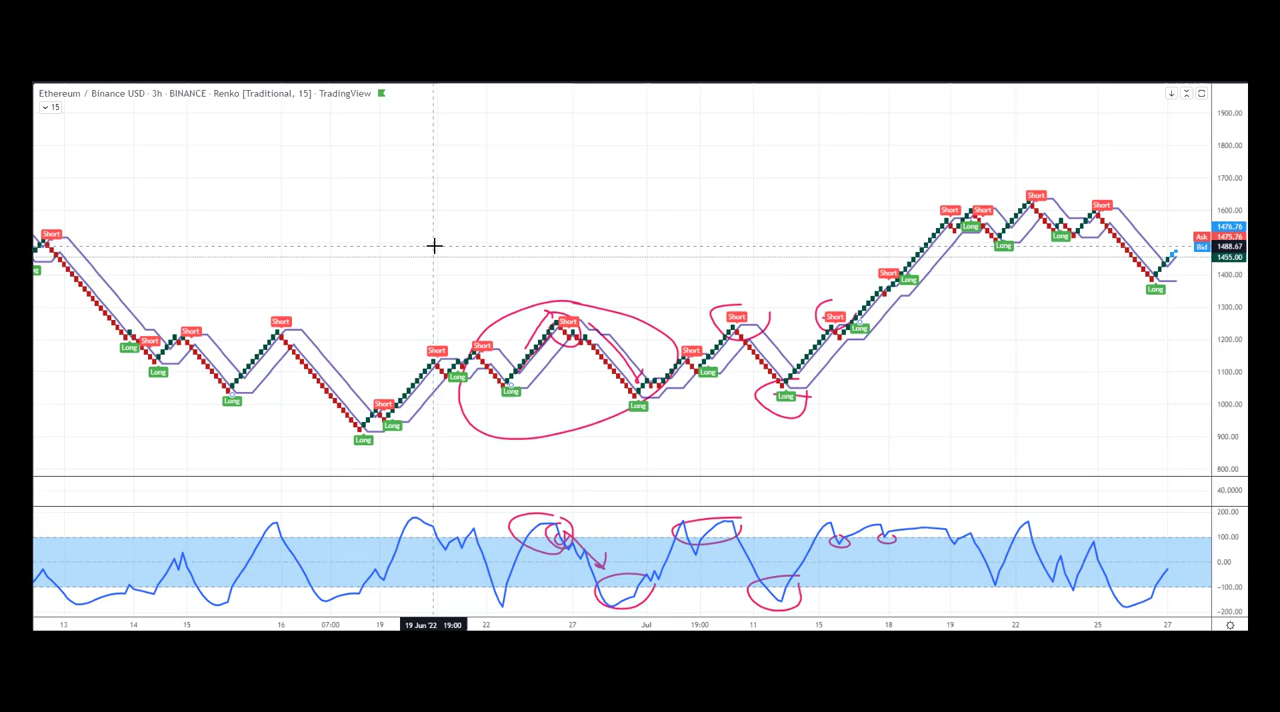 Ethereum / Binance USD · 3h · BINANCE · Renko [Traditional, 15] · TradingView
15
1900.00
1800.00
1700.00
Short
1600.00
Short Short Short
Short Long 1476.76
Ask 1475.76
Long Long Bid 1488.67
1455.00
Short Long 1400.00
Long
1300.00
Short Short Short Short
Short Long
Short Long 1200.00
Long Short Short Short
Long Long Long 1100.00
Long Long Long
Short Long 1000.00
Long
Long 900.00
800.00
40.0000
200.00
100.00
0.00
-100.00
-200.00
13 14 15 16 07:00 19 19 Jun '22 19:00 22 27 Jul 19:00 11 15 18 19 22 25 27